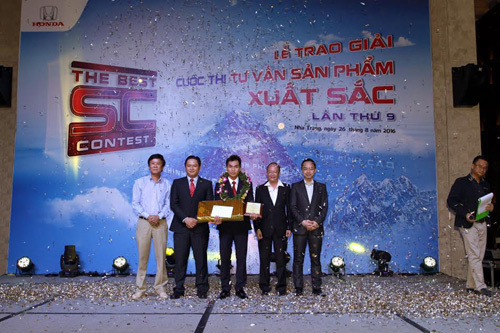 HONDA
THE BEST
SC
CONTEST
LỄ TRAO GIẢI
CUỘC THI TƯ VẤN SẢN PHẨM
XUẤT SẮC
LẦN THỨ 9
Nha Trang, ngày 26 tháng 8 năm 2016